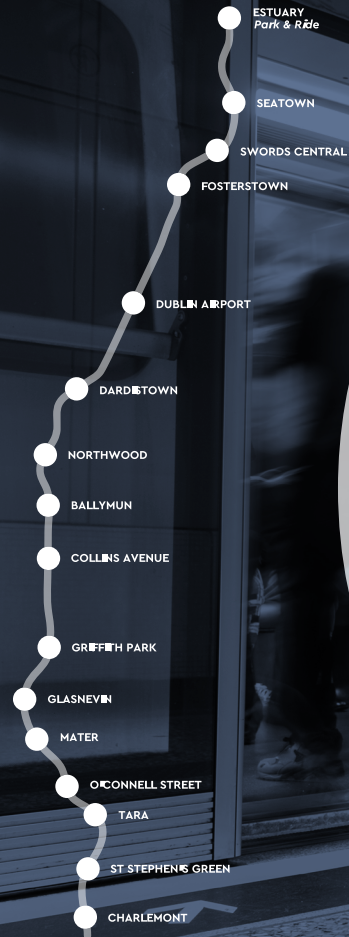 ESTUARY
Park & Ride
SEATOWN
SWORDS CENTRAL
FOSTERSTOWN
DUBLIN AIRPORT
DARDISTOWN
NORTHWOOD
BALLYMUN
COLLINS AVENUE
GRIFFITH PARK
GLASNEVIN
MATER
O'CONNELL STREET
TARA
ST STEPHEN'S GREEN
CHARLEMONT